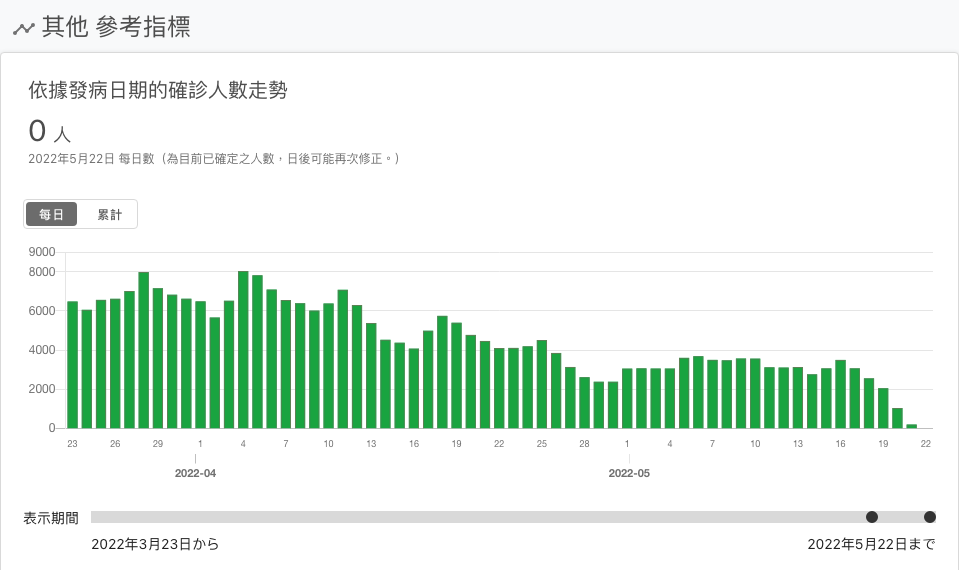 其他 參考指標
依據發病日期的確診人數走勢
0 人
2022年5月22日 每日數（為目前已確定之人數，日後可能再次修正。）
每日 累計
9000
8000
6000
4000
2000
0
23 26 29 1 4 7 10 13 16 19 22 25 28 1 4 7 10 13 16 19 22
2022-04 2022-05
表示期間
2022年3月23日から 2022年5月22日まで